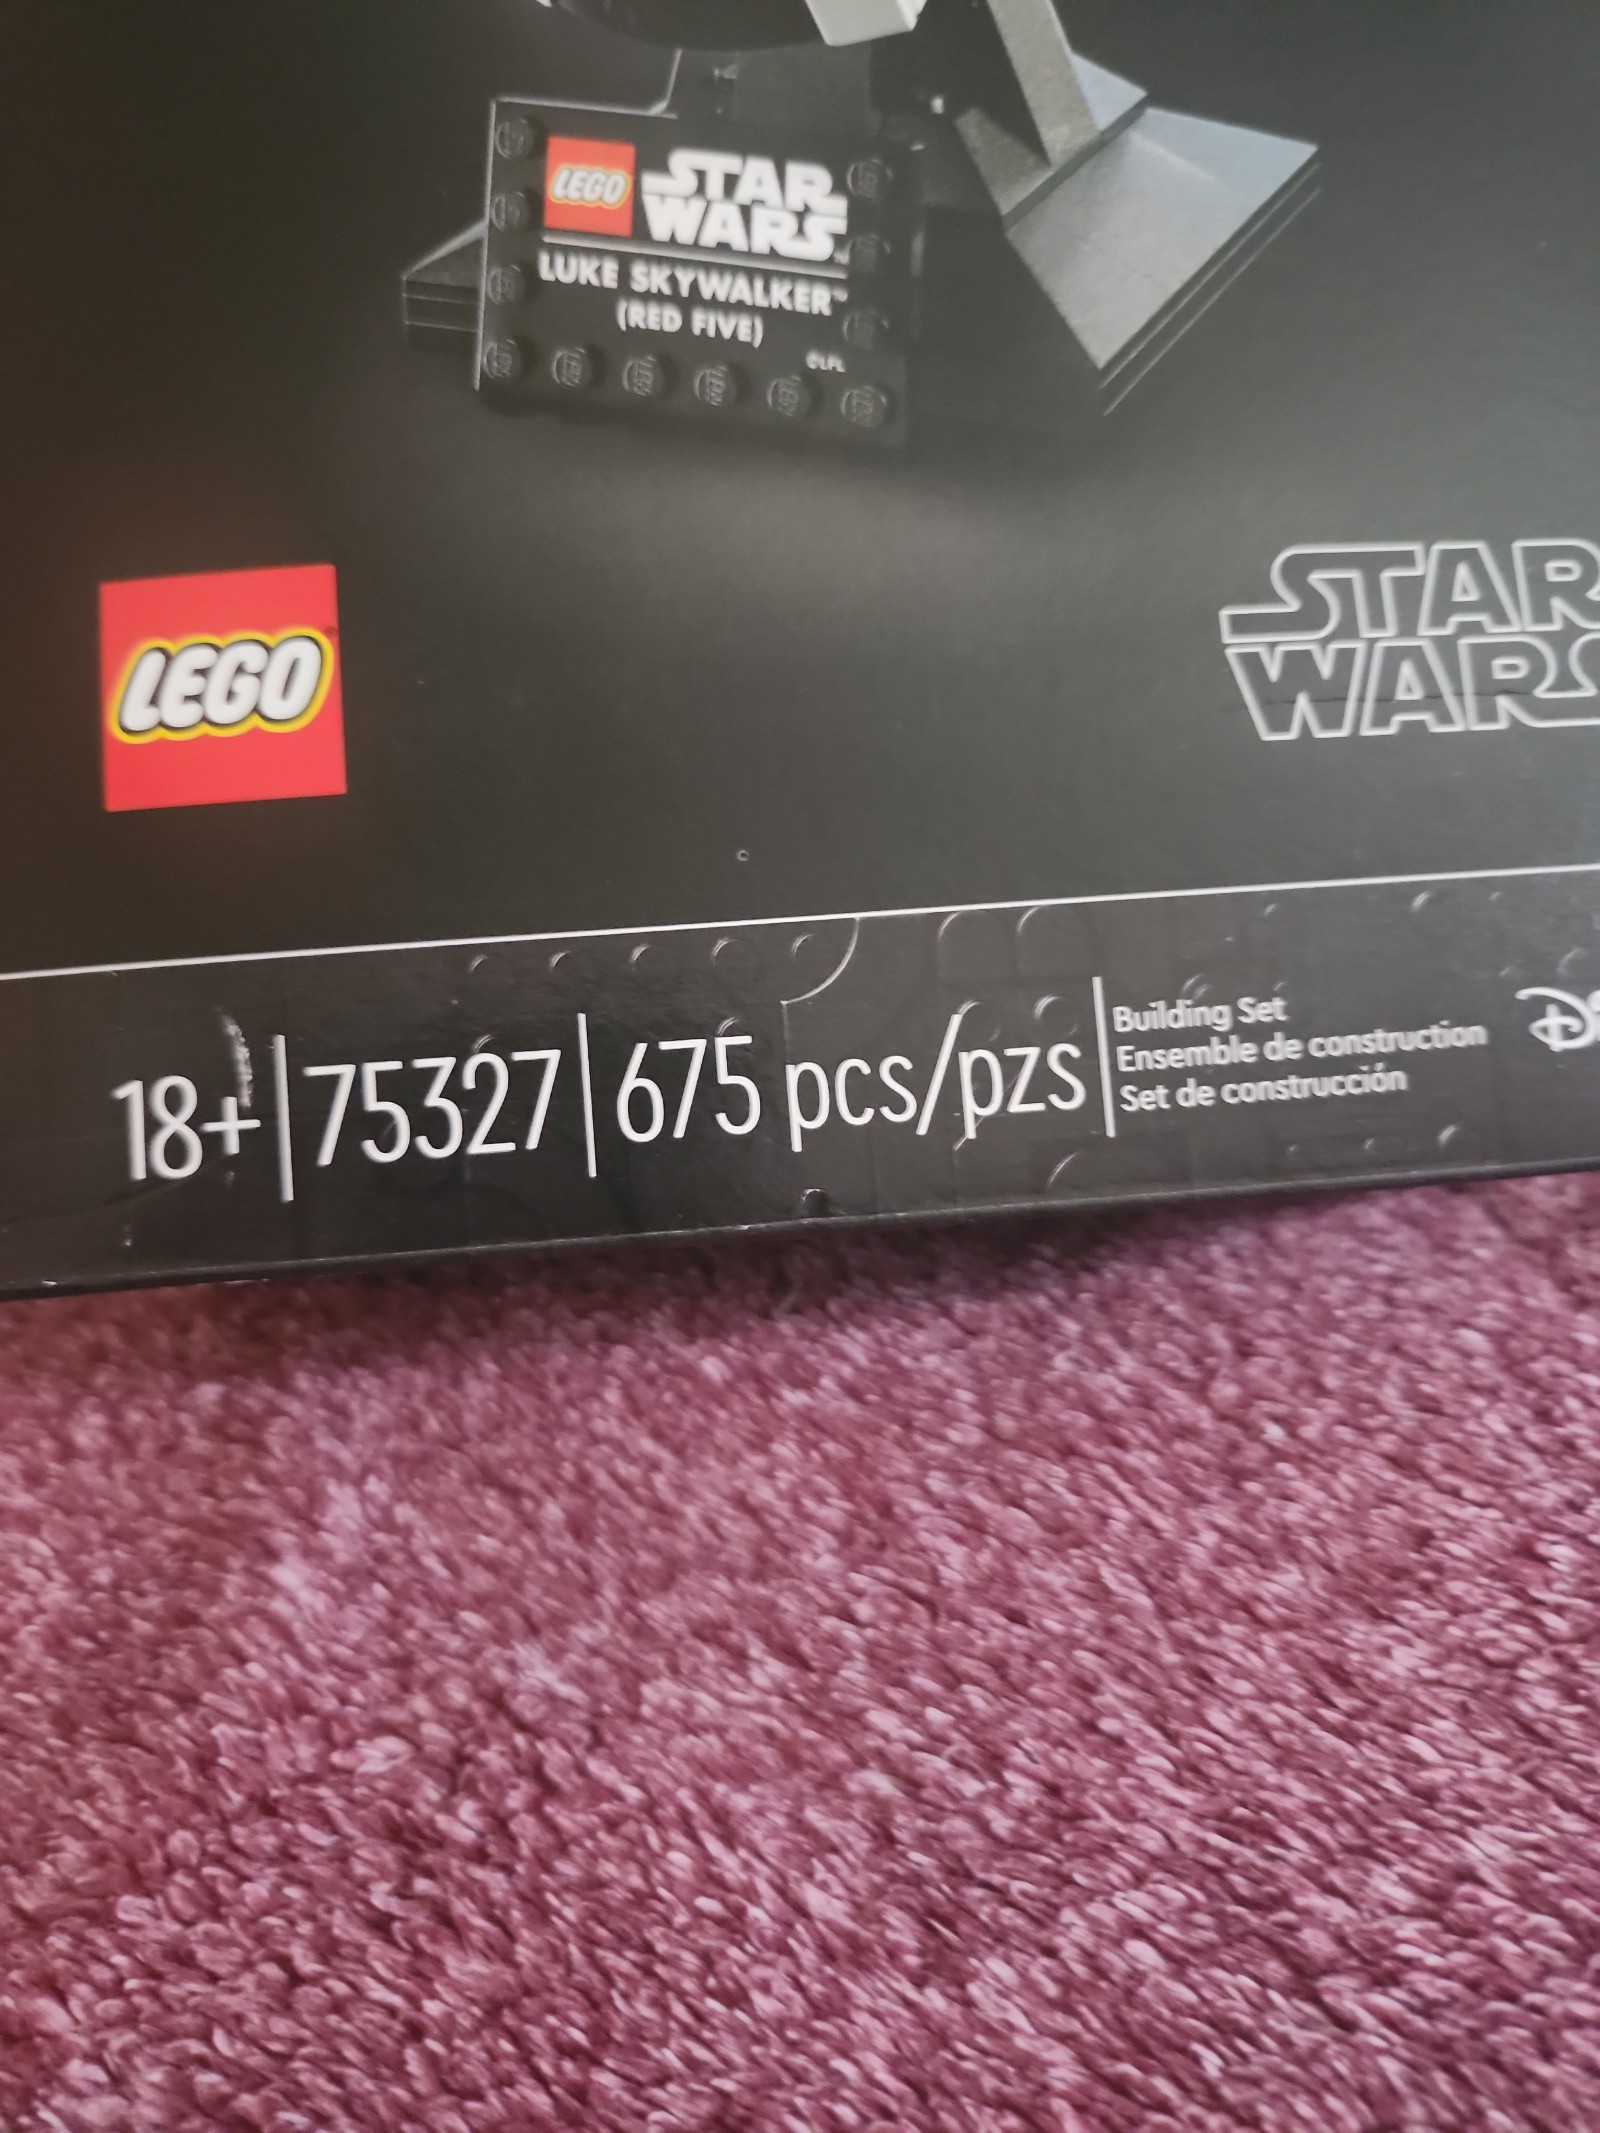 LEGO
STAR
WARS
LUKE SKYWALKER™
(RED FIVE)
©LFL
LEGO
STAR
WARS
18+ | 75327 | 675 pcs/pzs
Building Set
Ensemble de construction
Set de construcción